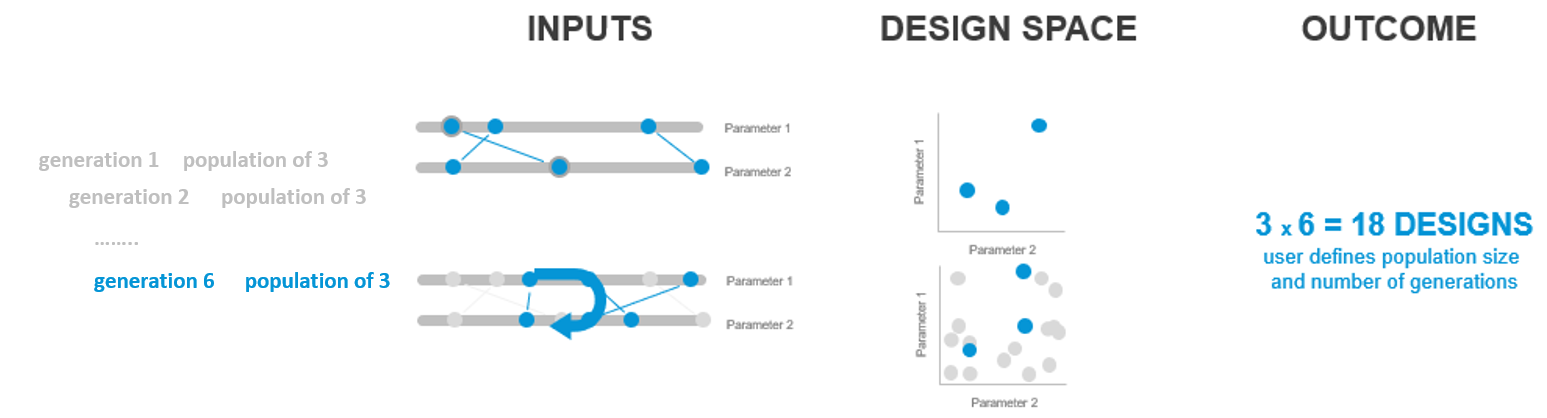 INPUTS
DESIGN SPACE
OUTCOME
generation 1 population of 3
generation 2 population of 3
........
generation 6 population of 3
Parameter 1
Parameter 2
Parameter 1
Parameter 2
Parameter 1
Parameter 2
Parameter 1
Parameter 2
3 x 6 = 18 DESIGNS
user defines population size
and number of generations